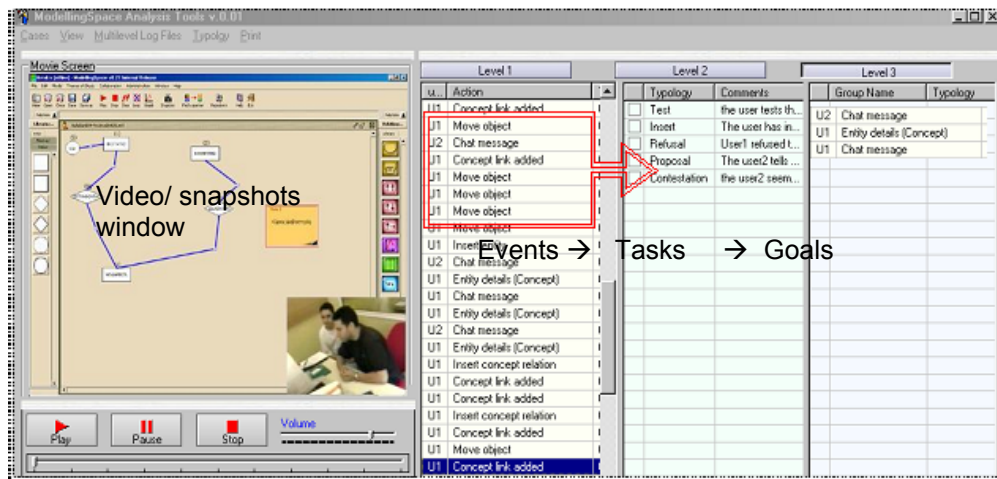 ModellingSpace Analysis Tools v.0.01
Cases View Multilevel Log Files Typolgy Print
Movie Screen
Video/ snapshots
window
Play
Pause
Stop
Volume
Level 1
u... Action
U1 Concept link added
U1 Move object
U2 Chat message
U1 Concept link added
U1 Move object
U1 Move object
U1 Move object
U1 Move object
U1 Insert entity
U2 Chat message
U1 Entity details (Concept)
U1 Chat message
U1 Entity details (Concept)
U2 Chat message
U1 Entity details (Concept)
U1 Insert concept relation
U1 Concept link added
U1 Concept link added
U1 Insert concept relation
U1 Concept link added
U1 Move object
U1 Concept link added
Events → Tasks → Goals
Level 2
Typology Comments
Test the user tests th...
Insert The user has in...
Refusal User1 refused t...
Proposal The user2 tells ...
Contestation the user2 seem...
Level 3
Group Name Typology
U2 Chat message
U1 Entity details (Concept)
U1 Chat message